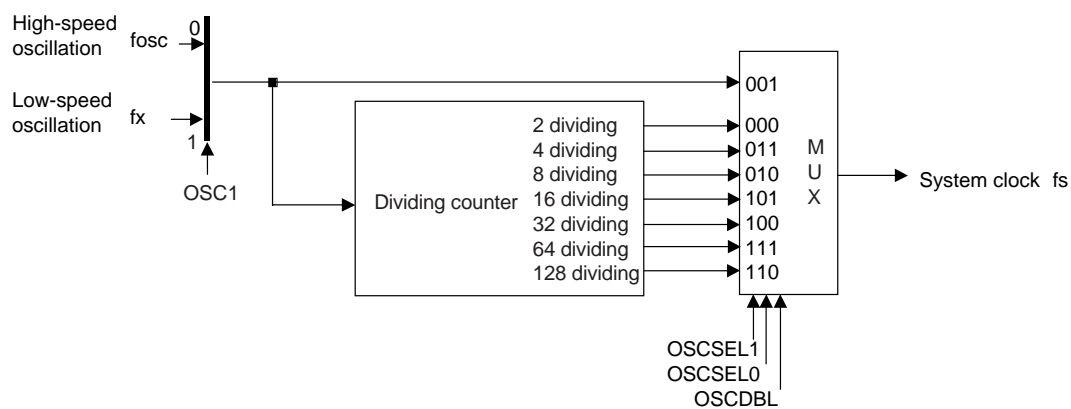 High-speed
oscillation
fosc
0
Low-speed
oscillation
fx
1
OSC1
Dividing counter
2 dividing
4 dividing
8 dividing
16 dividing
32 dividing
64 dividing
128 dividing
001
000
011
010
101
100
111
110
M
U
X
System clock fs
OSCSEL1
OSCSEL0
OSCDBL